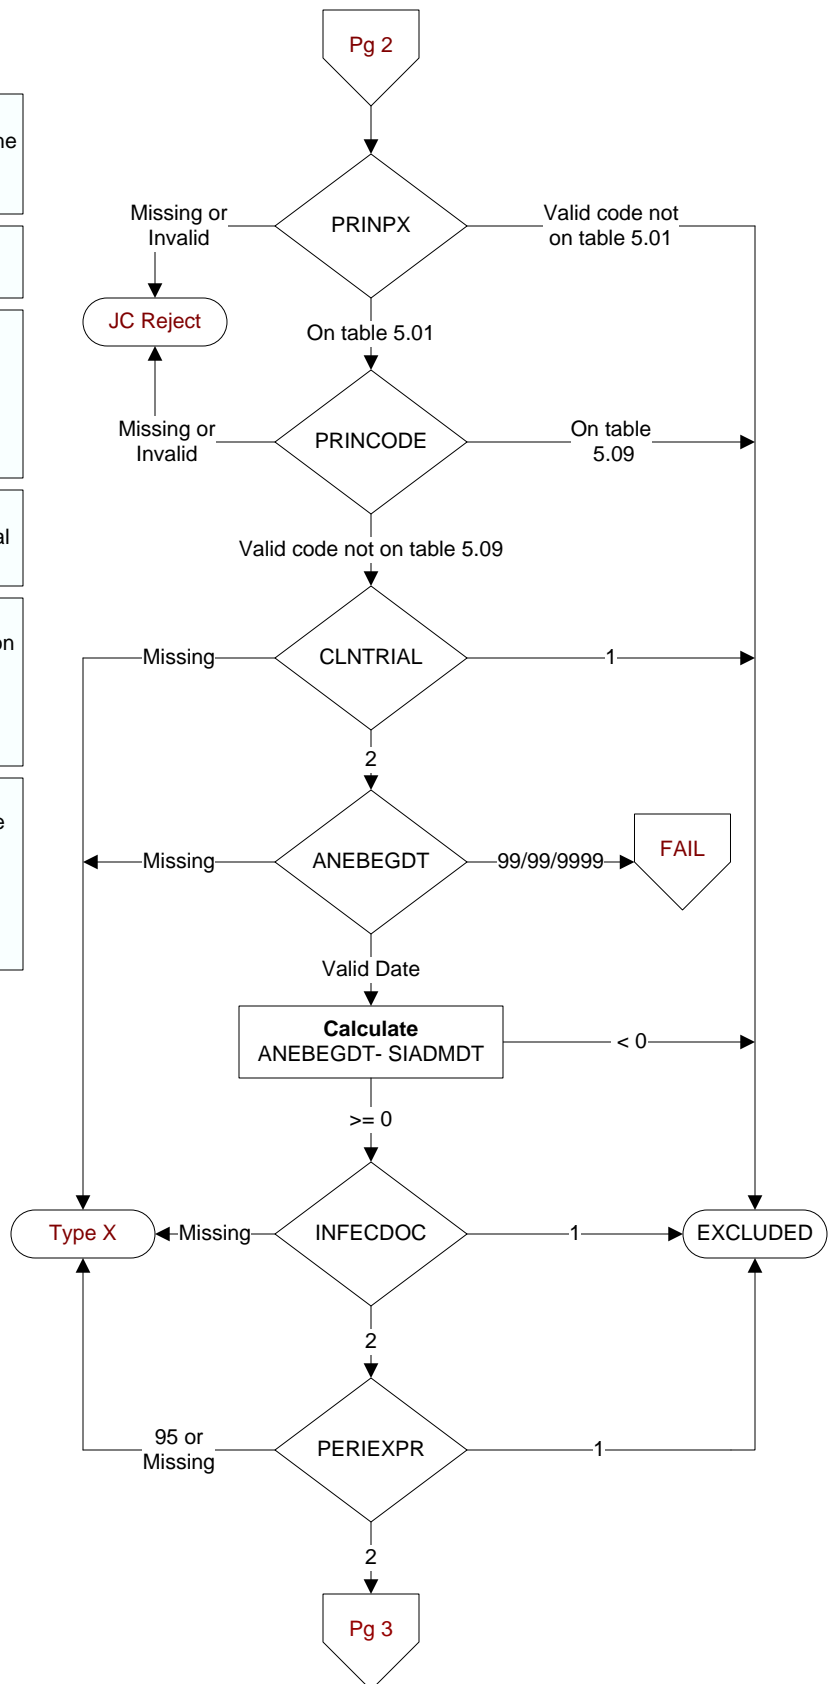 Pg 2
PRINPX
Missing or
Invalid
Valid code not
on table 5.01
JC Reject
On table 5.01
PRINCODE
Missing or
Invalid
On table
5.09
Valid code not on table 5.09
CLNTRIAL
Missing
1
2
ANEBEGDT
Missing
99/99/9999
FAIL
Valid Date
Calculate
ANEBEGDT- SIADMDT
< 0
>= 0
Type X
Missing
INFECDOC
1
EXCLUDED
2
95 or
Missing
PERIEXPR
1
2
Pg 3